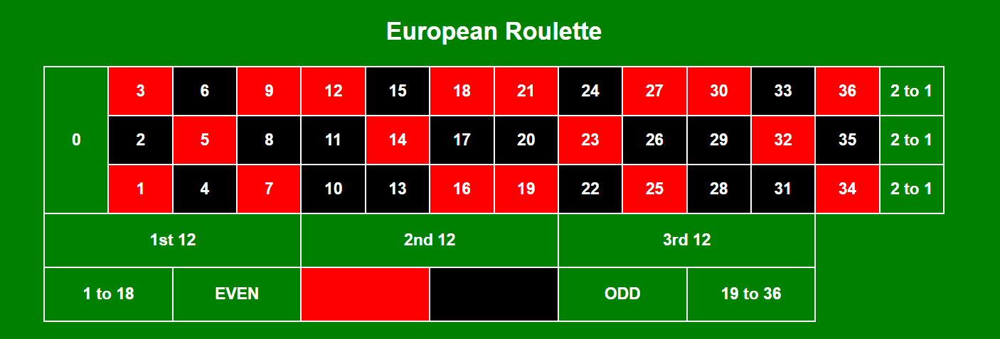 European Roulette
3 6 9 12 15 18 21 24 27 30 33 36 2 to 1
0 2 5 8 11 14 17 20 23 26 29 32 35 2 to 1
1 4 7 10 13 16 19 22 25 28 31 34 2 to 1
1st 12 2nd 12 3rd 12
1 to 18 EVEN ODD 19 to 36